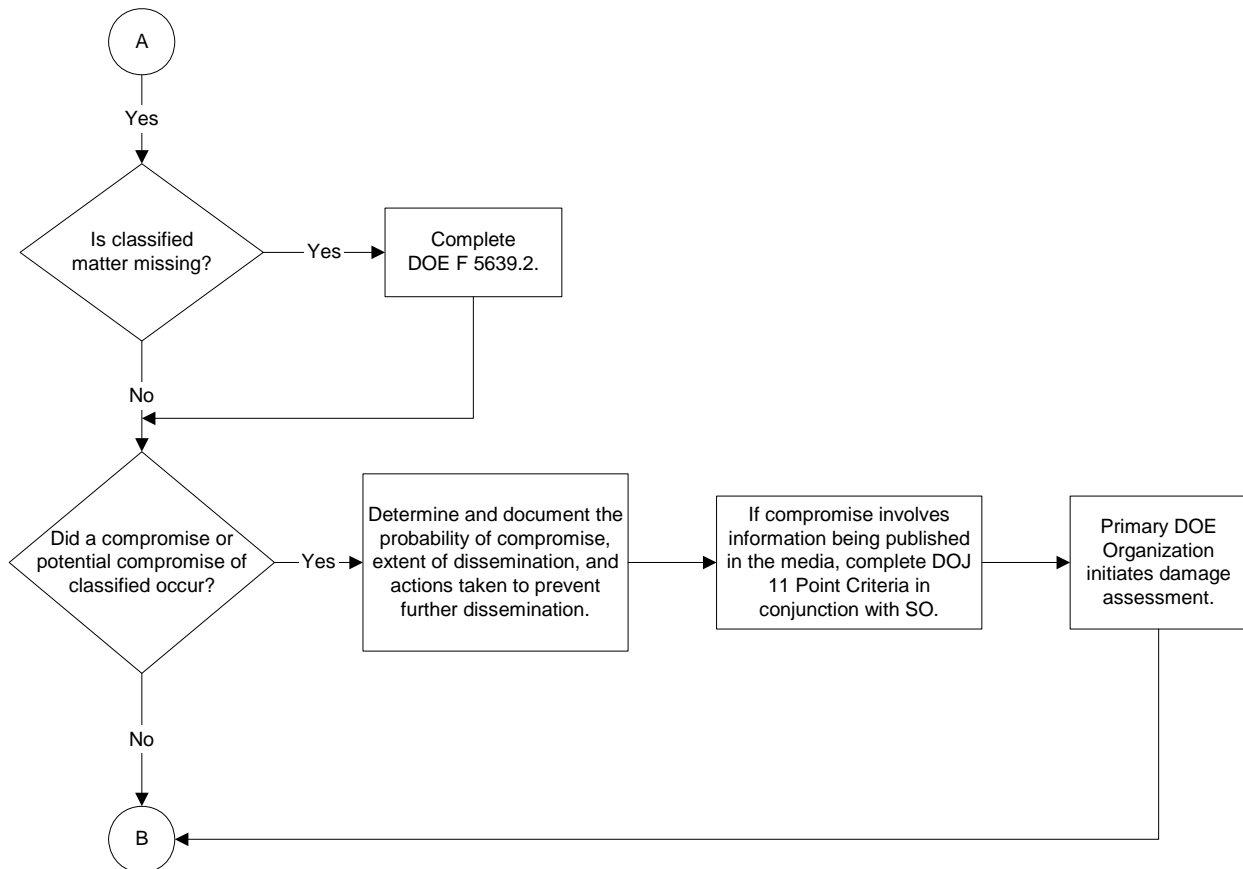 A
Yes
Is classified
matter missing?
Yes
Complete
DOE F 5639.2.
No
Did a compromise or
potential compromise of
classified occur?
Yes
Determine and document the
probability of compromise,
extent of dissemination, and
actions taken to prevent
further dissemination.
If compromise involves
information being published
in the media, complete DOJ
11 Point Criteria in
conjunction with SO.
Primary DOE
Organization
initiates damage
assessment.
No
B